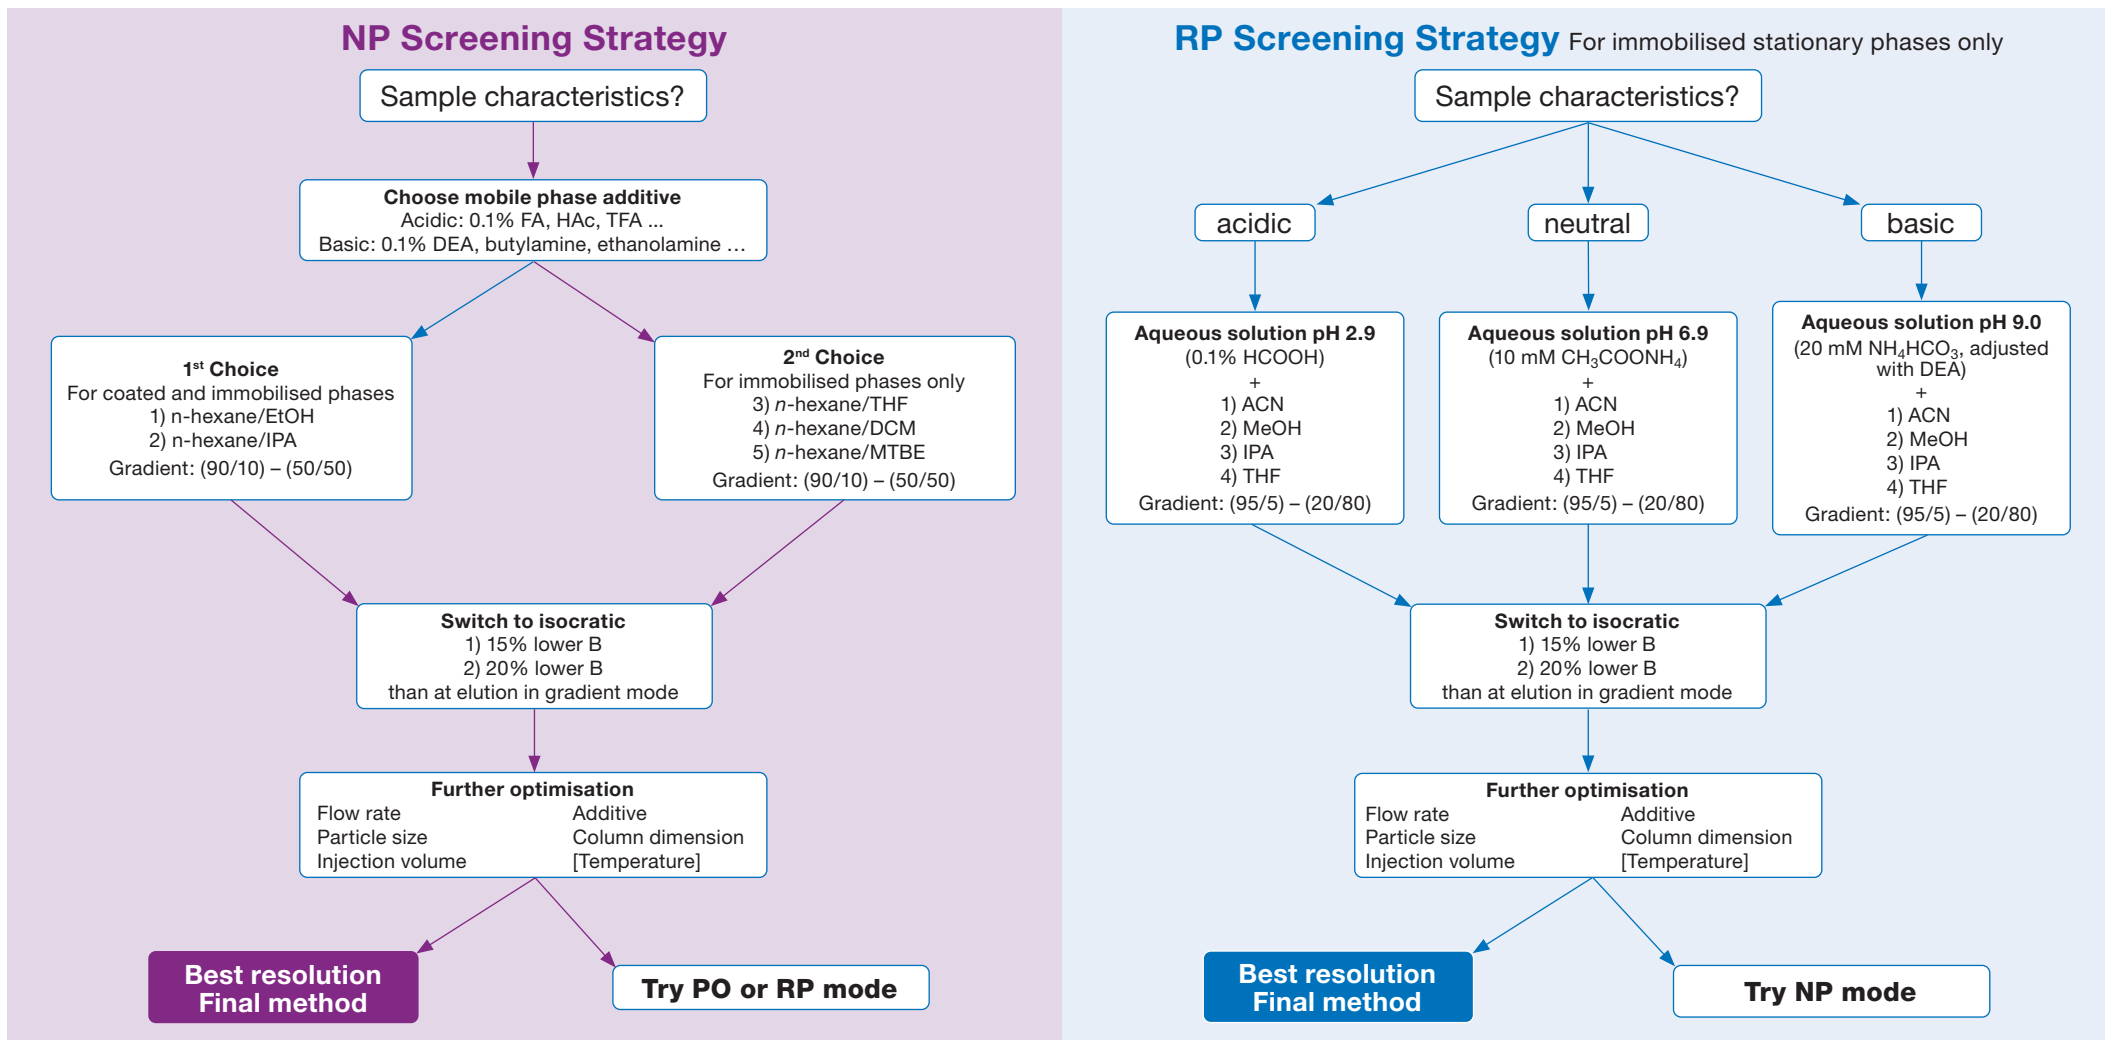 NP Screening Strategy
Sample characteristics?
Choose mobile phase additive
Acidic: 0.1% FA, HAc, TFA ...
Basic: 0.1% DEA, butylamine, ethanolamine …
1st Choice
For coated and immobilised phases
1) n-hexane/EtOH
2) n-hexane/IPA
Gradient: (90/10) – (50/50)
2nd Choice
For immobilised phases only
3) n-hexane/THF
4) n-hexane/DCM
5) n-hexane/MTBE
Gradient: (90/10) – (50/50)
Switch to isocratic
1) 15% lower B
2) 20% lower B
than at elution in gradient mode
Further optimisation
Flow rate
Particle size
Injection volume
Additive
Column dimension
[Temperature]
Best resolution
Final method
Try PO or RP mode
RP Screening Strategy For immobilised stationary phases only
Sample characteristics?
acidic
neutral
basic
Aqueous solution pH 2.9
(0.1% HCOOH)
+
1) ACN
2) MeOH
3) IPA
4) THF
Gradient: (95/5) – (20/80)
Aqueous solution pH 6.9
(10 mM CH₃COONH₄)
+
1) ACN
2) MeOH
3) IPA
4) THF
Gradient: (95/5) – (20/80)
Aqueous solution pH 9.0
(20 mM NH₄HCO₃, adjusted
with DEA)
+
1) ACN
2) MeOH
3) IPA
4) THF
Gradient: (95/5) – (20/80)
Switch to isocratic
1) 15% lower B
2) 20% lower B
than at elution in gradient mode
Further optimisation
Flow rate
Particle size
Injection volume
Additive
Column dimension
[Temperature]
Best resolution
Final method
Try NP mode